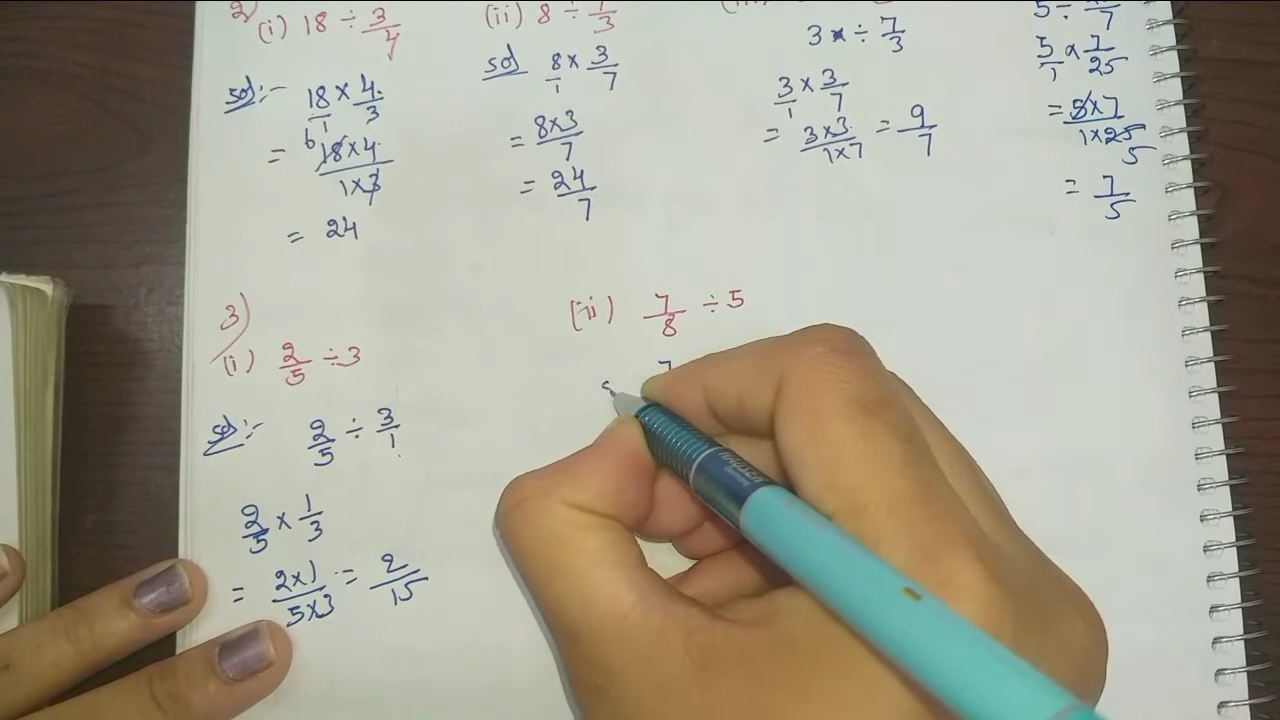 2)
(i) 18 ÷ 3/4
Sol:- 18/1 × 4/3
= 18×4/1×3
6
= 24
(ii) 8 ÷ 7/3
Sol 8/1 × 3/7
= 8×3/7
= 24/7
3 × ÷ 7/3
3/1 × 3/7
= 3×3/1×7 = 9/7
5/1 × 7/25
= 5×7/1×25
5
= 7/5
3)
(i) 2/5 ÷ 3
Sol:- 2/5 ÷ 3/1
2/5 × 1/3
= 2×1/5×3 = 2/15
(ii) 7/8 ÷ 5
7